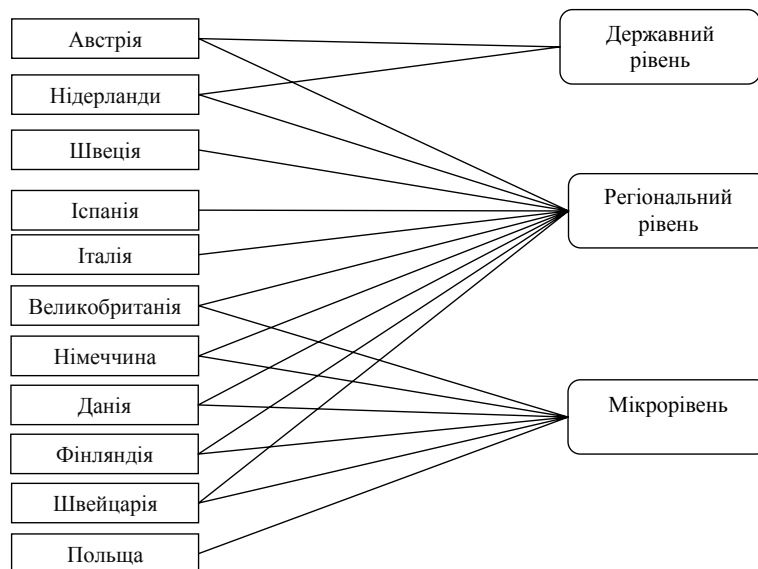 Австрія
Нідерланди
Швеція
Іспанія
Італія
Великобританія
Німеччина
Данія
Фінляндія
Швейцарія
Польща
Державний
рівень
Регіональний
рівень
Мікрорівень